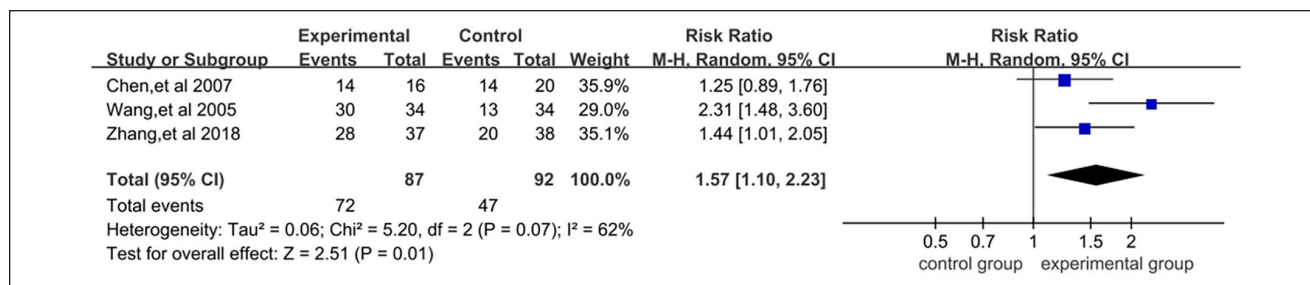 Experimental Control Risk Ratio Risk Ratio
Study or Subgroup Events Total Events Total Weight M-H, Random, 95% CI M-H, Random, 95% CI
Chen,et al 2007 14 16 14 20 35.9% 1.25 [0.89, 1.76]
Wang,et al 2005 30 34 13 34 29.0% 2.31 [1.48, 3.60]
Zhang,et al 2018 28 37 20 38 35.1% 1.44 [1.01, 2.05]
Total (95% CI) 87 92 100.0% 1.57 [1.10, 2.23]
Total events 72 47
Heterogeneity: Tau² = 0.06; Chi² = 5.20, df = 2 (P = 0.07); I² = 62%
Test for overall effect: Z = 2.51 (P = 0.01)
0.5 0.7 1 1.5 2
control group experimental group